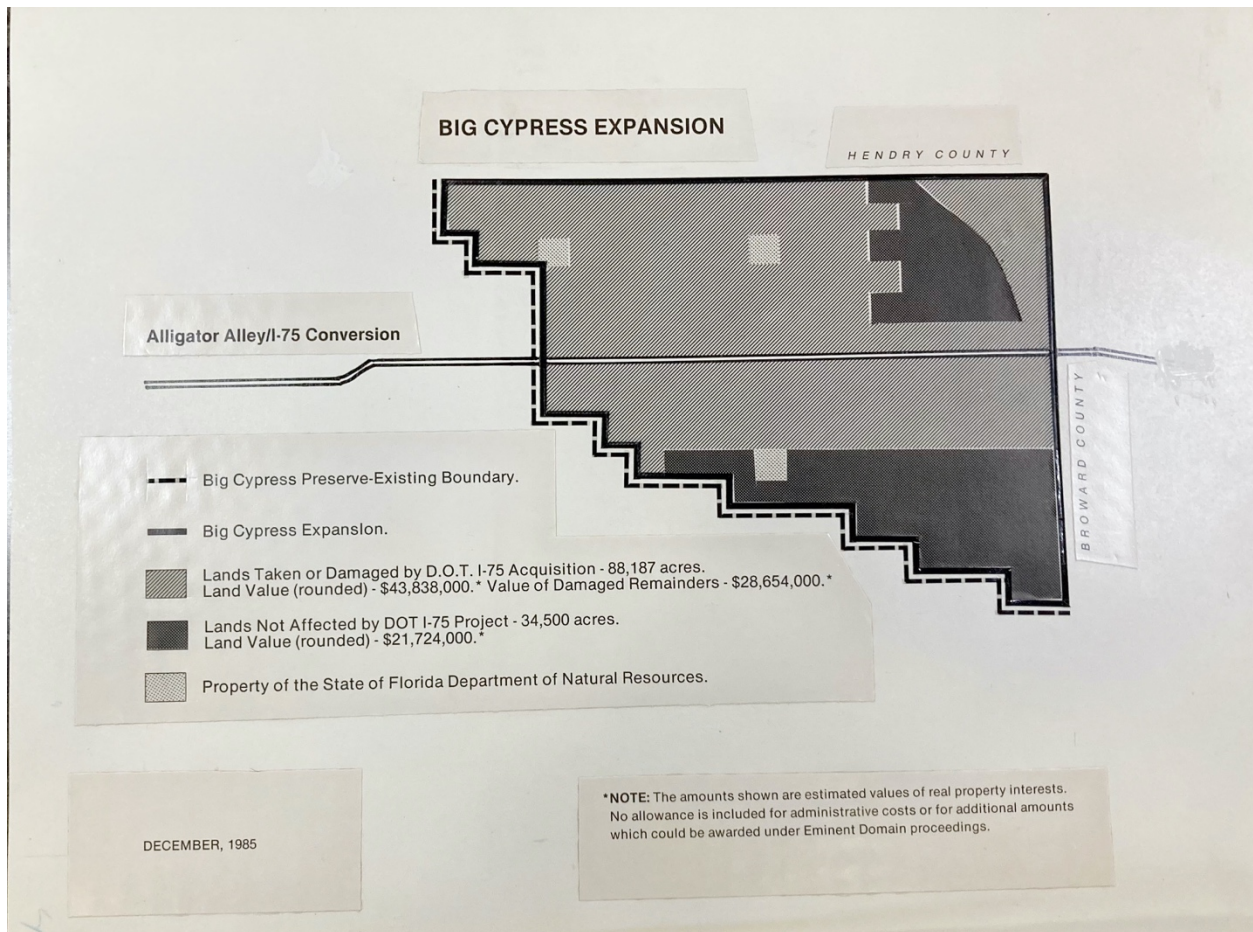 BIG CYPRESS EXPANSION
HENDRY COUNTY
Alligator Alley/I-75 Conversion
BROWARD COUNTY
Big Cypress Preserve-Existing Boundary.
Big Cypress Expansion.
Lands Taken or Damaged by D.O.T. I-75 Acquisition - 88,187 acres.
Land Value (rounded) - $43,838,000.* Value of Damaged Remainders - $28,654,000.*
Lands Not Affected by DOT I-75 Project - 34,500 acres.
Land Value (rounded) - $21,724,000.*
Property of the State of Florida Department of Natural Resources.
DECEMBER, 1985
*NOTE: The amounts shown are estimated values of real property interests.
No allowance is included for administrative costs or for additional amounts
which could be awarded under Eminent Domain proceedings.